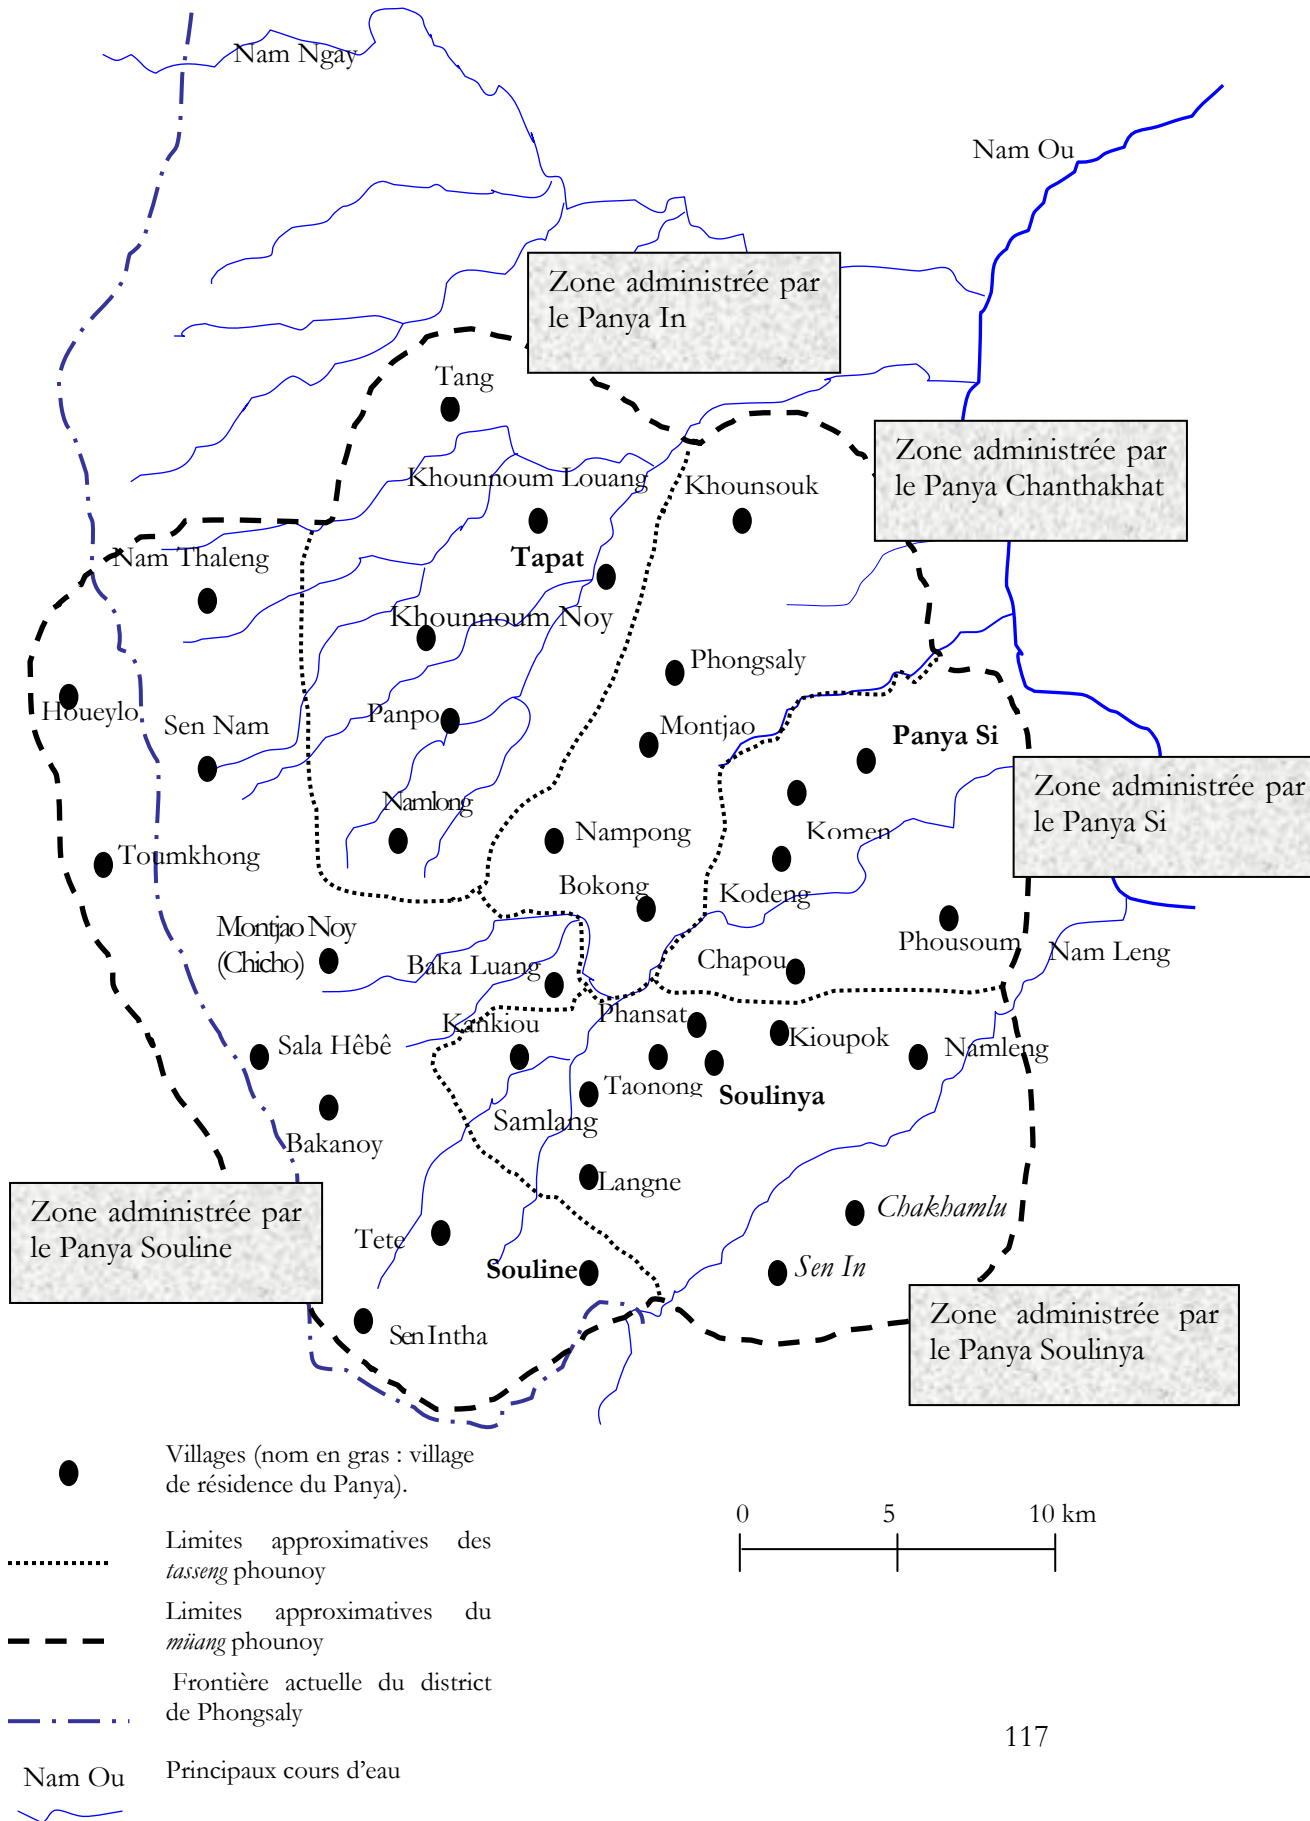 Nam Ngay
Nam Ou
Zone administrée par
le Panya In
Tang
Zone administrée par
le Panya Chanthakhat
Khounnoum Louang
Khounsouk
Tapat
Nam Thaleng
Khounnoum Noy
Phongsaly
Houeylo
Sen Nam
Panpo
Montjao
Panya Si
Zone administrée par
le Panya Si
Namlong
Nampong
Komen
Toumkhong
Bokong
Kodeng
Montjao Noy
(Chicho)
Baka Luang
Chapou
Phousoum
Nam Leng
Kankiou
Phansat
Kioupok
Namleng
Sala Hêbê
Taonong
Soulinya
Bakanoy
Samlang
Langne
Zone administrée par
le Panya Souline
Chakhamlu
Tete
Souline
Sen In
Zone administrée par
le Panya Soulinya
Sen Intha
Villages (nom en gras : village
de résidence du Panya).
0 5 10 km
Limites approximatives des
tasseng phounoy
Limites approximatives du
müang phounoy
Frontière actuelle du district
de Phongsaly
117
Nam Ou
Principaux cours d'eau